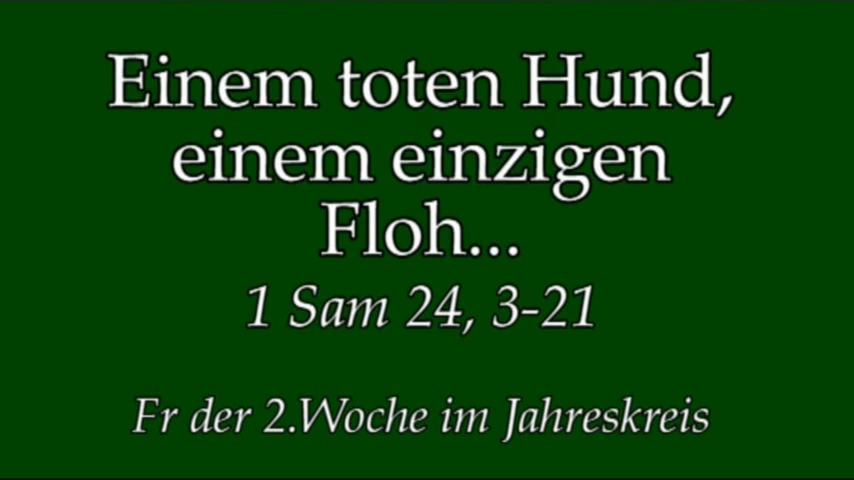 Einem toten Hund,
einem einzigen
Floh...
1 Sam 24, 3-21
Fr der 2.Woche im Jahreskreis